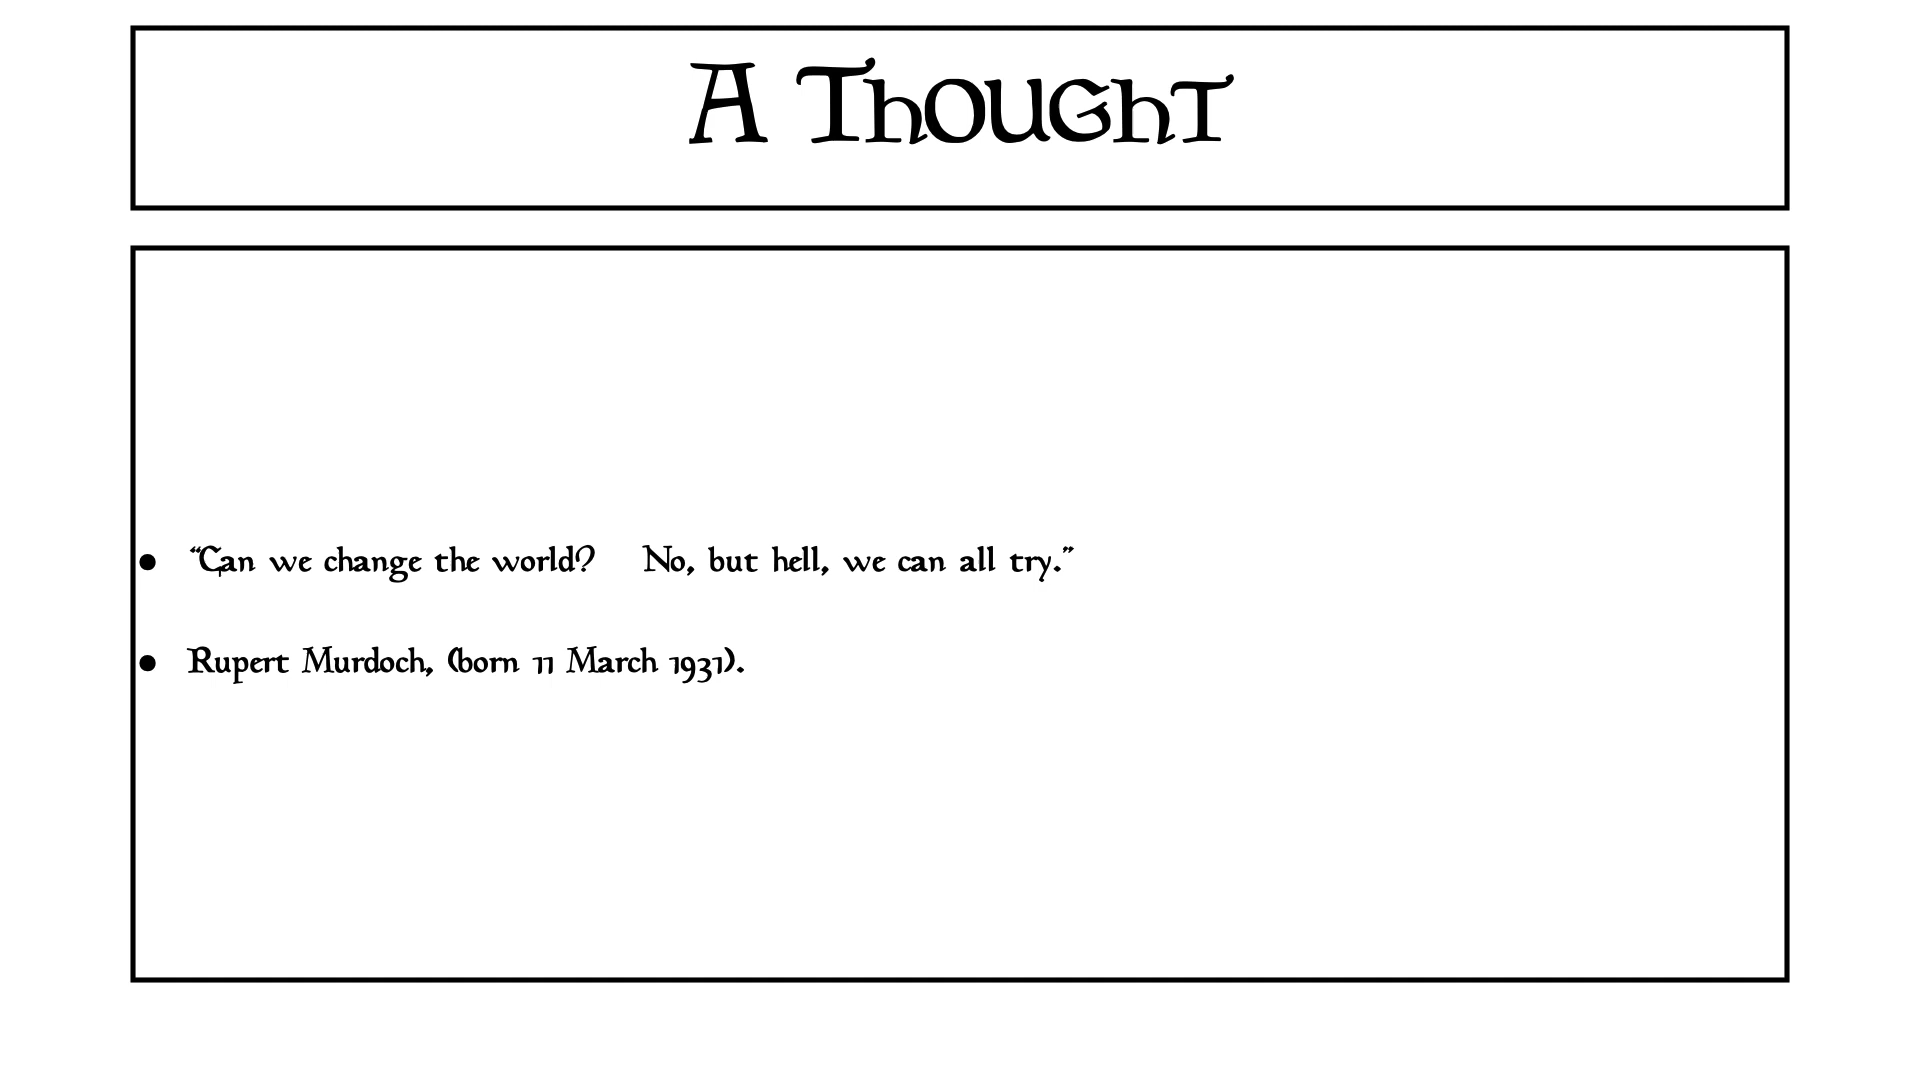 A Thought
• “Can we change the world?    No, but hell, we can all try.”
• Rupert Murdoch, (born 11 March 1931).